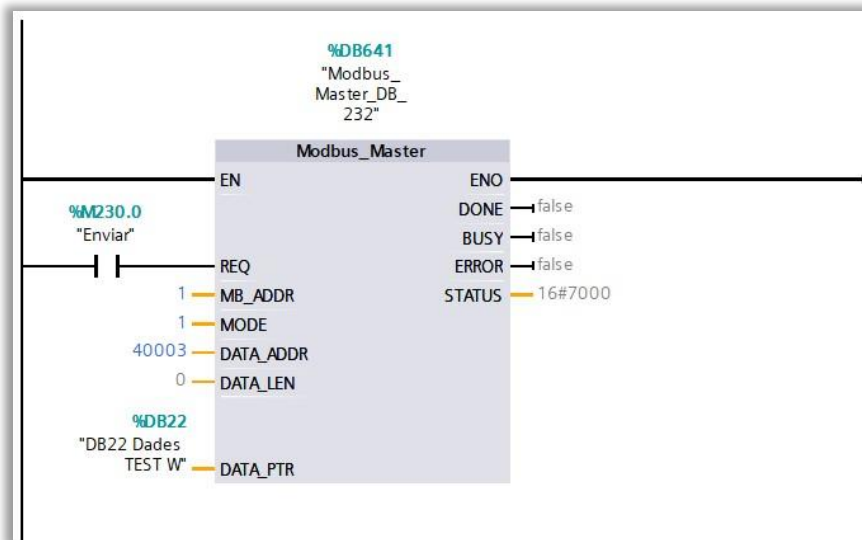 %DB641
"Modbus_
Master_DB_
232"
Modbus_Master
EN
ENO
%M230.0
"Enviar"
DONE
false
BUSY
false
REQ
ERROR
false
1
MB_ADDR
STATUS
16#7000
1
MODE
40003
DATA_ADDR
0
DATA_LEN
%DB22
"DB22 Dades
TEST W"
DATA_PTR